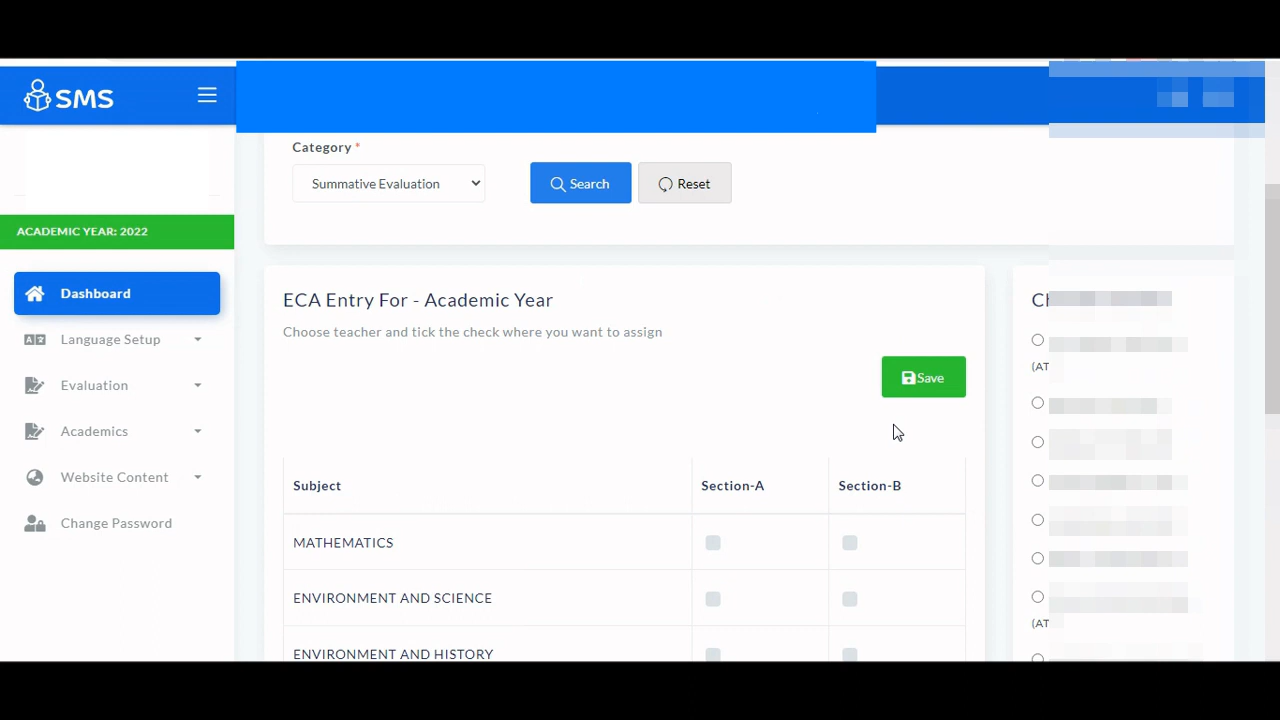 SMS
Category *
Summative Evaluation
Search
Reset
ACADEMIC YEAR: 2022
Dashboard
Language Setup
Evaluation
Academics
Website Content
Change Password
ECA Entry For - Academic Year
Choose teacher and tick the check where you want to assign
Save
Subject Section-A Section-B
MATHEMATICS
ENVIRONMENT AND SCIENCE
ENVIRONMENT AND HISTORY
(AT
(AT